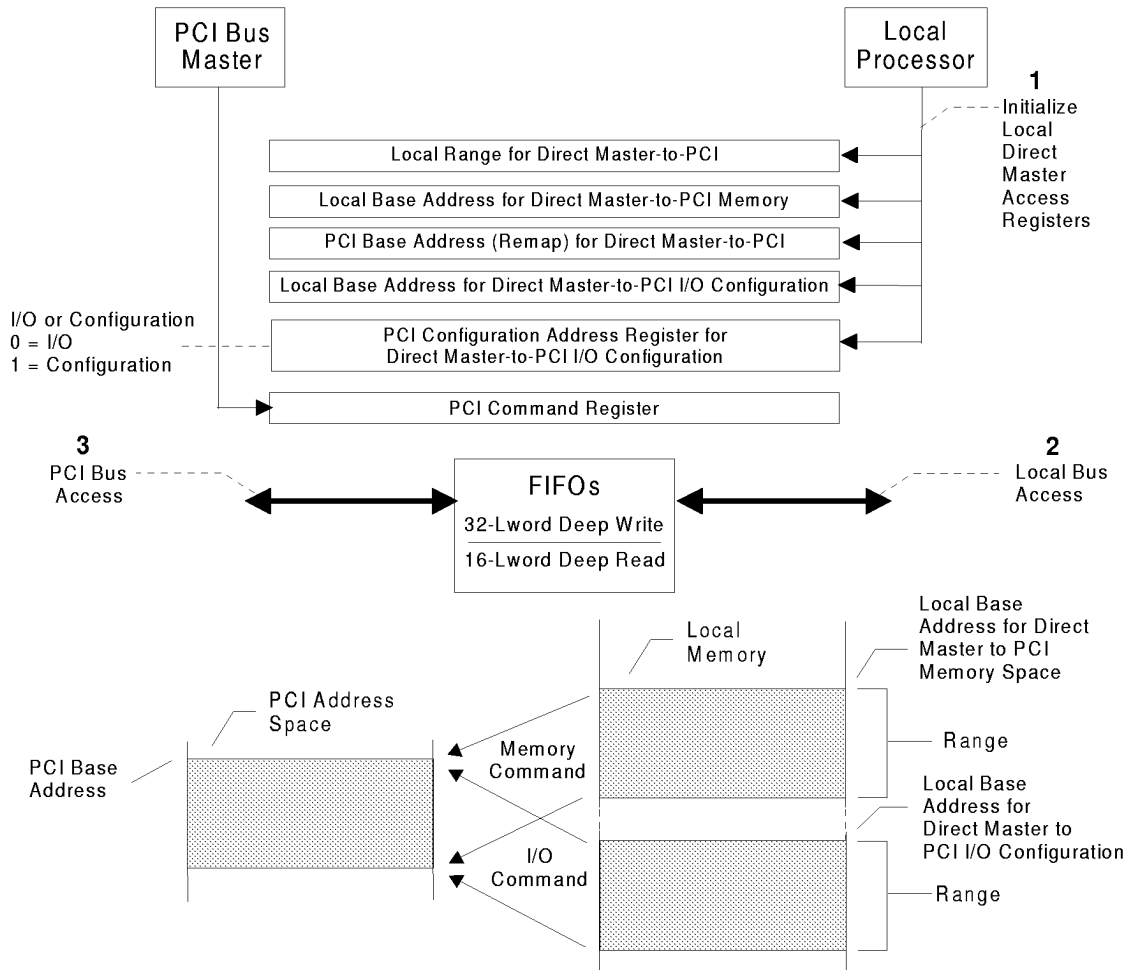 PCI Bus
Master
Local
Processor
1
Initialize
Local
Direct
Master
Access
Registers
Local Range for Direct Master-to-PCI
Local Base Address for Direct Master-to-PCI Memory
PCI Base Address (Remap) for Direct Master-to-PCI
Local Base Address for Direct Master-to-PCI I/O Configuration
I/O or Configuration
0 = I/O
1 = Configuration
PCI Configuration Address Register for
Direct Master-to-PCI I/O Configuration
PCI Command Register
3
PCI Bus
Access
FIFOs
32-Lword Deep Write
16-Lword Deep Read
2
Local Bus
Access
Local
Memory
Local Base
Address for Direct
Master to PCI
Memory Space
PCI Address
Space
PCI Base
Address
Memory
Command
Range
Local Base
Address for
Direct Master to
PCI I/O Configuration
I/O
Command
Range